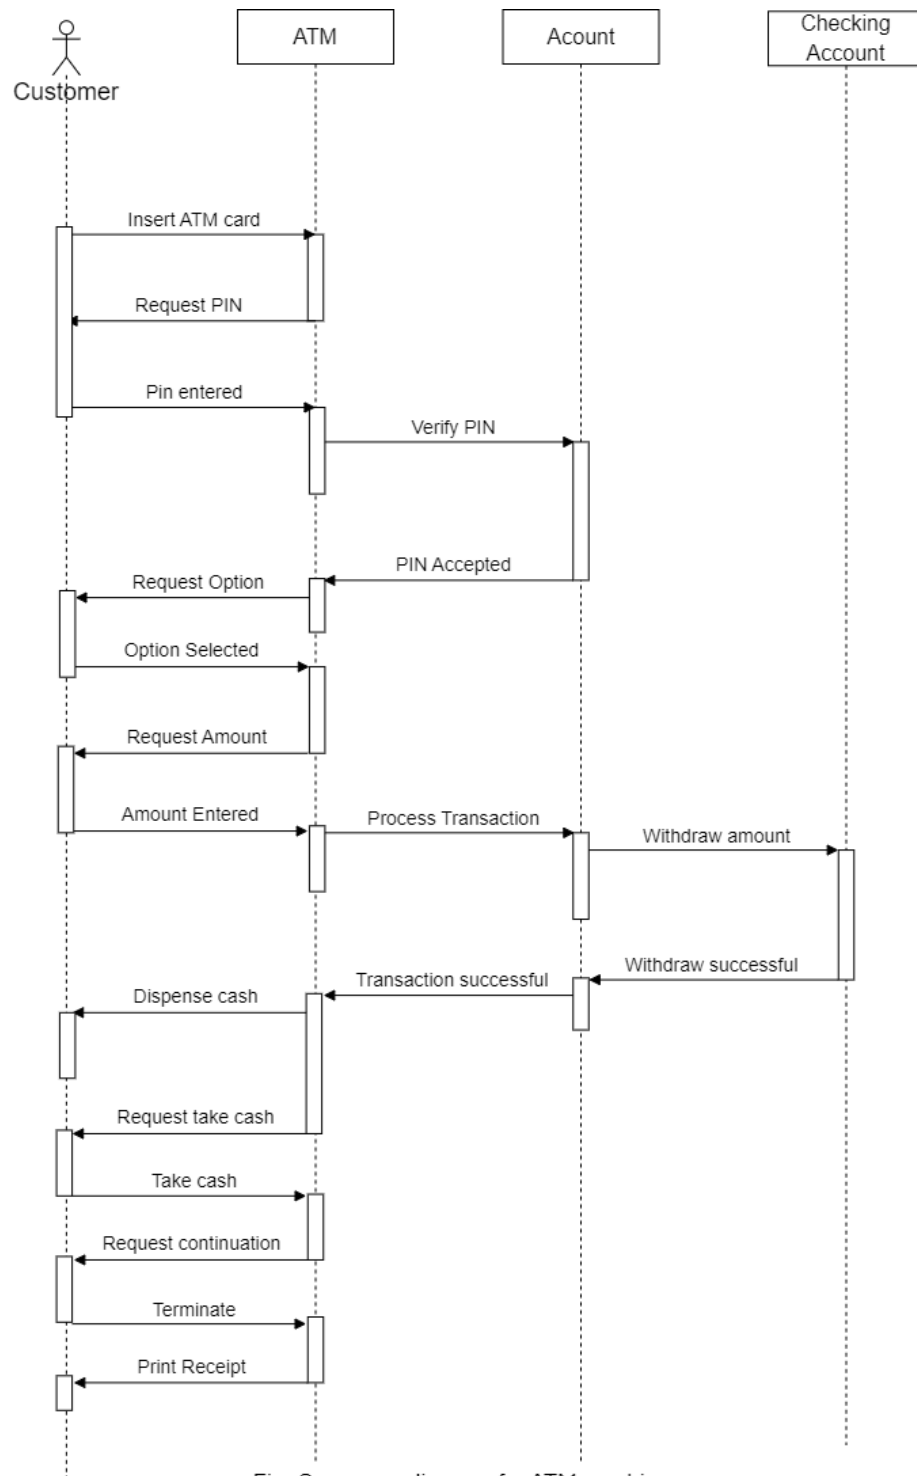 ATM
Acount
Checking
Account
Customer
Insert ATM card
Request PIN
Pin entered
Verify PIN
PIN Accepted
Request Option
Option Selected
Request Amount
Amount Entered
Process Transaction
Withdraw amount
Withdraw successful
Transaction successful
Dispense cash
Request take cash
Take cash
Request continuation
Terminate
Print Receipt